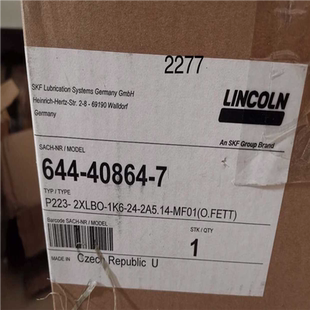 2277
SKF Lubrication Systems Germany GmbH
Heinrich-Hertz-Str. 2-8 - 69190 Walldorf
Germany
LINCOLN
An SKF Group Brand
SACH-NR / MODEL
644-40864-7
TYP / TYPE
P223- 2XLBO-1K6-24-2A5.14-MF01(O.FETT)
Barcode SACH-NR / MODEL
STK / QTY
1
MADE IN Czech Republic U